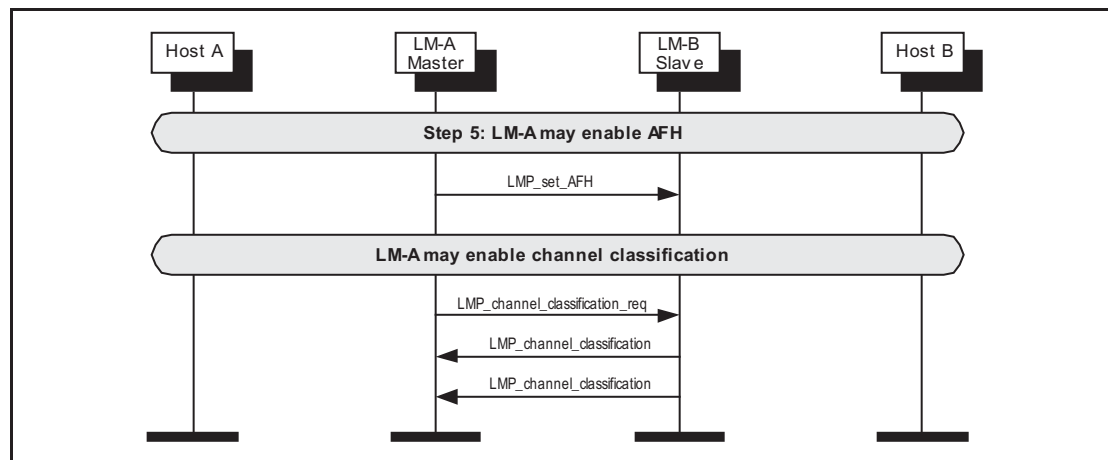 Host A
LM-A
Master
LM-B
Slave
Host B
Step 5: LM-A may enable AFH
LMP_set_AFH
LM-A may enable channel classification
LMP_channel_classification_req
LMP_channel_classification
LMP_channel_classification